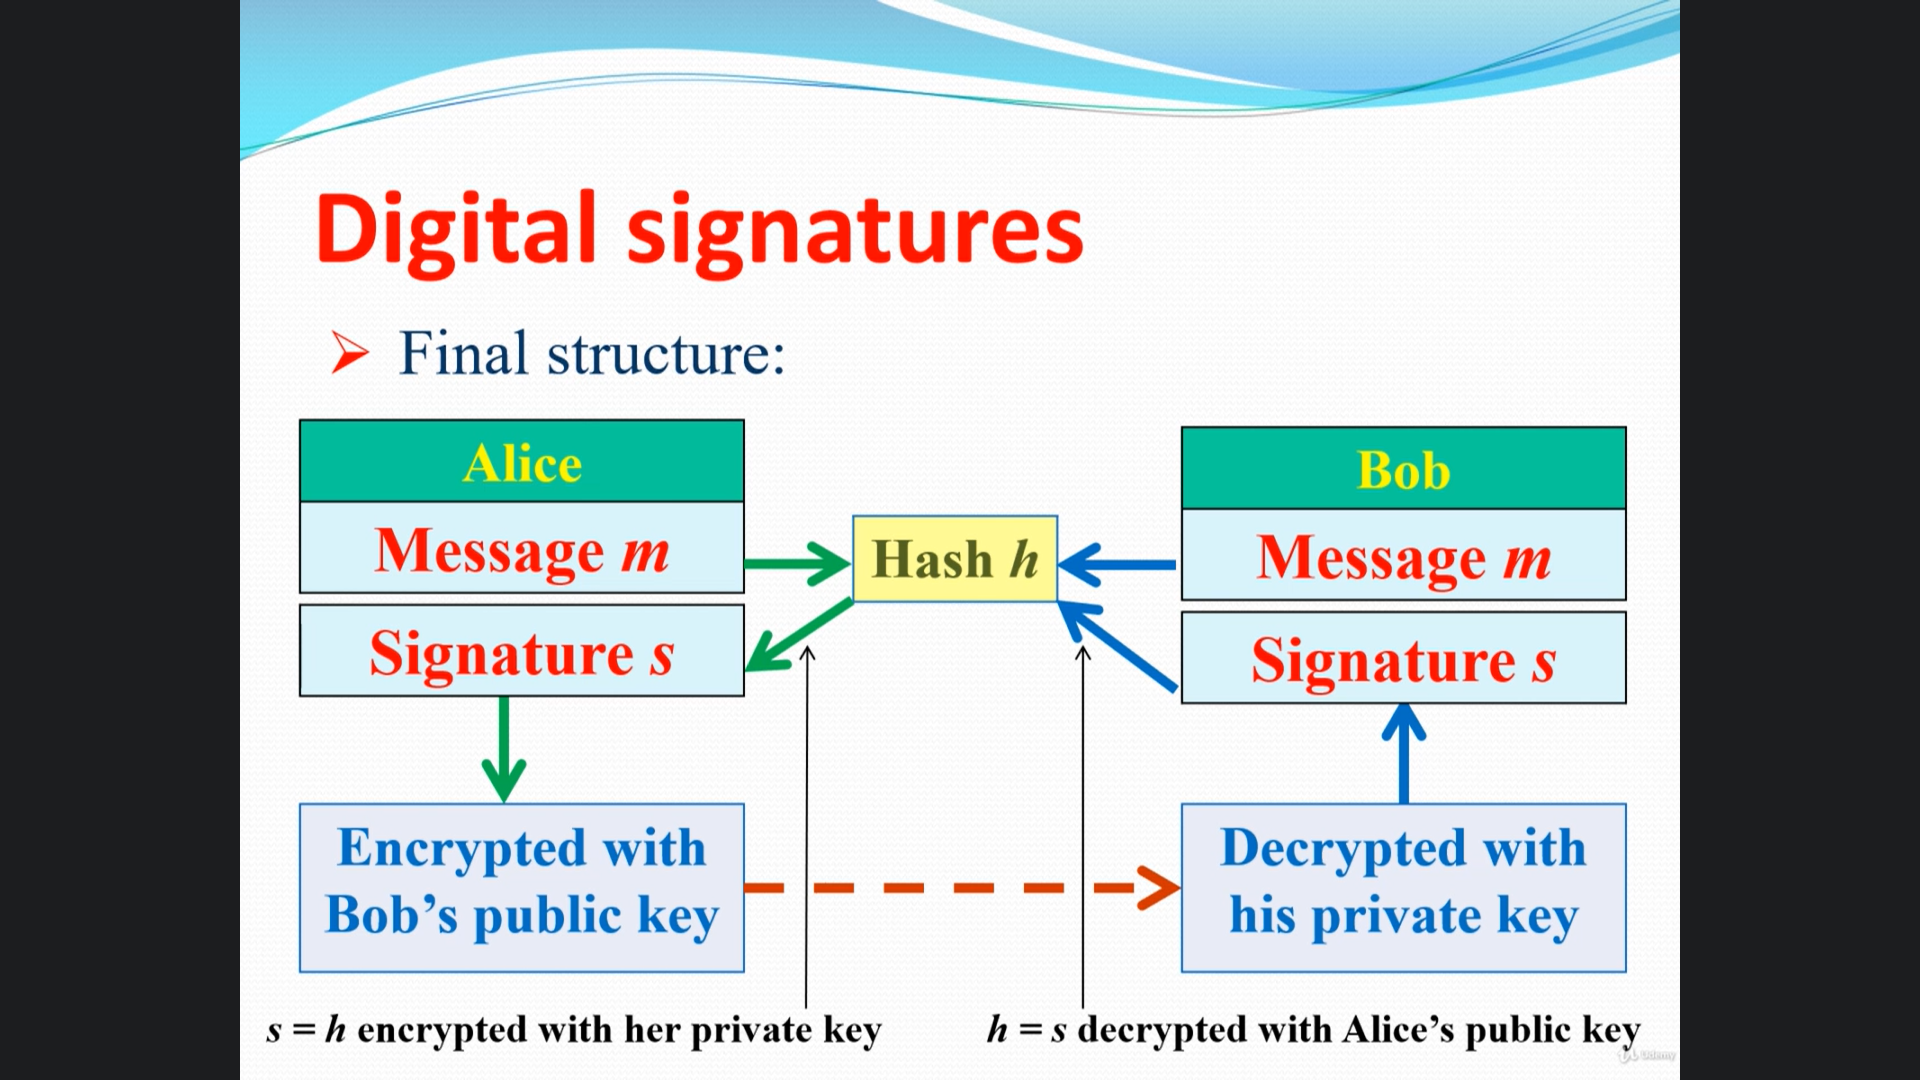 Digital signatures
Final structure:
Alice
Message m
Signature s
Encrypted with
Bob’s public key
Hash h
Bob
Message m
Signature s
Decrypted with
his private key
s = h encrypted with her private key
h = s decrypted with Alice’s public key
Udemy